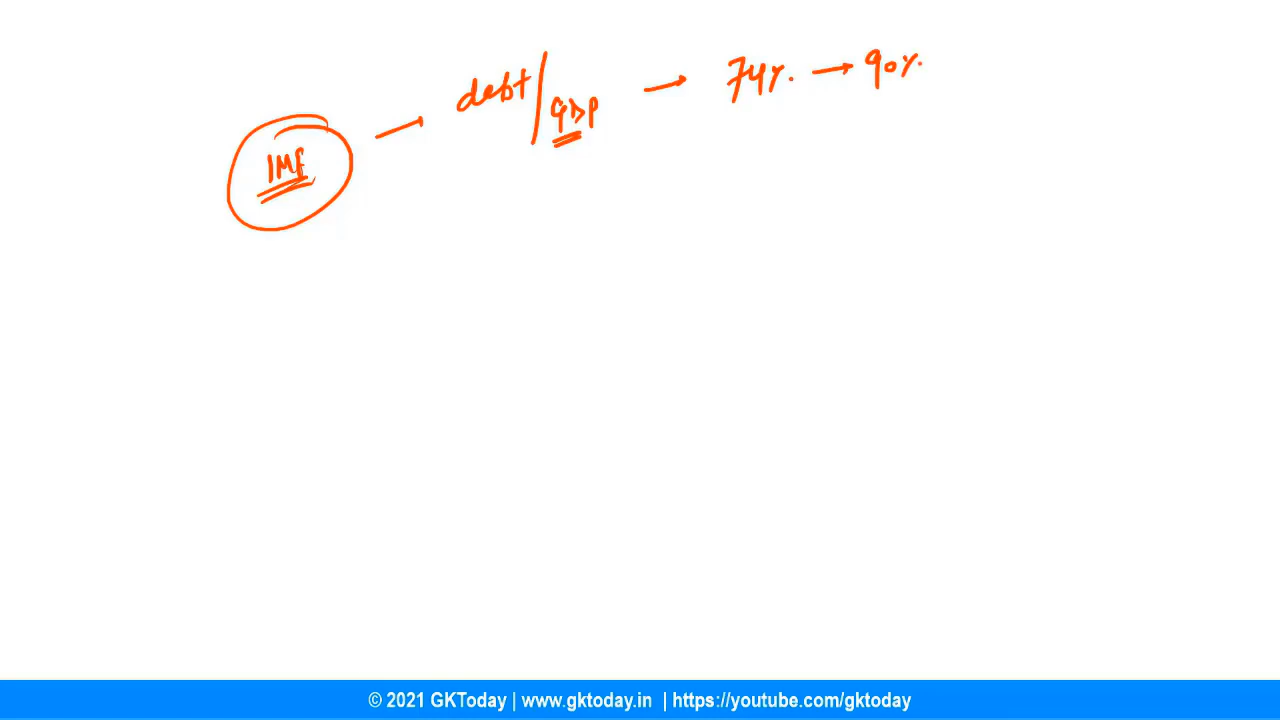 IMF → debt/GDP → 74% → 90%
© 2021 GKToday | www.gktoday.in | https://youtube.com/gktoday